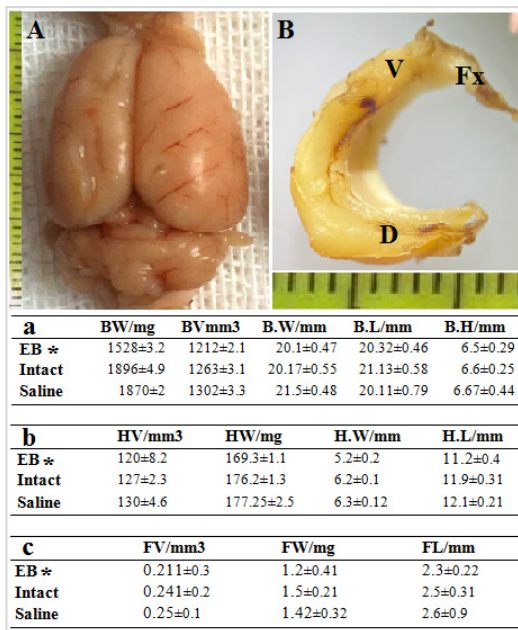 A
B
V
Fx
D
a BW/mg BVmm3 B.W/mm B.L/mm B.H/mm
EB * 1528±3.2 1212±2.1 20.1±0.47 20.32±0.46 6.5±0.29
Intact 1896±4.9 1263±3.1 20.17±0.55 21.13±0.58 6.6±0.25
Saline 1870±2 1302±3.3 21.5±0.48 20.11±0.79 6.67±0.44
b HV/mm3 HW/mg H.W/mm H.L/mm
EB * 120±8.2 169.3±1.1 5.2±0.2 11.2±0.4
Intact 127±2.3 176.2±1.3 6.2±0.1 11.9±0.31
Saline 130±4.6 177.25±2.5 6.3±0.12 12.1±0.21
c FV/mm3 FW/mg FL/mm
EB * 0.211±0.3 1.2±0.41 2.3±0.22
Intact 0.241±0.2 1.5±0.21 2.5±0.31
Saline 0.25±0.1 1.42±0.32 2.6±0.9